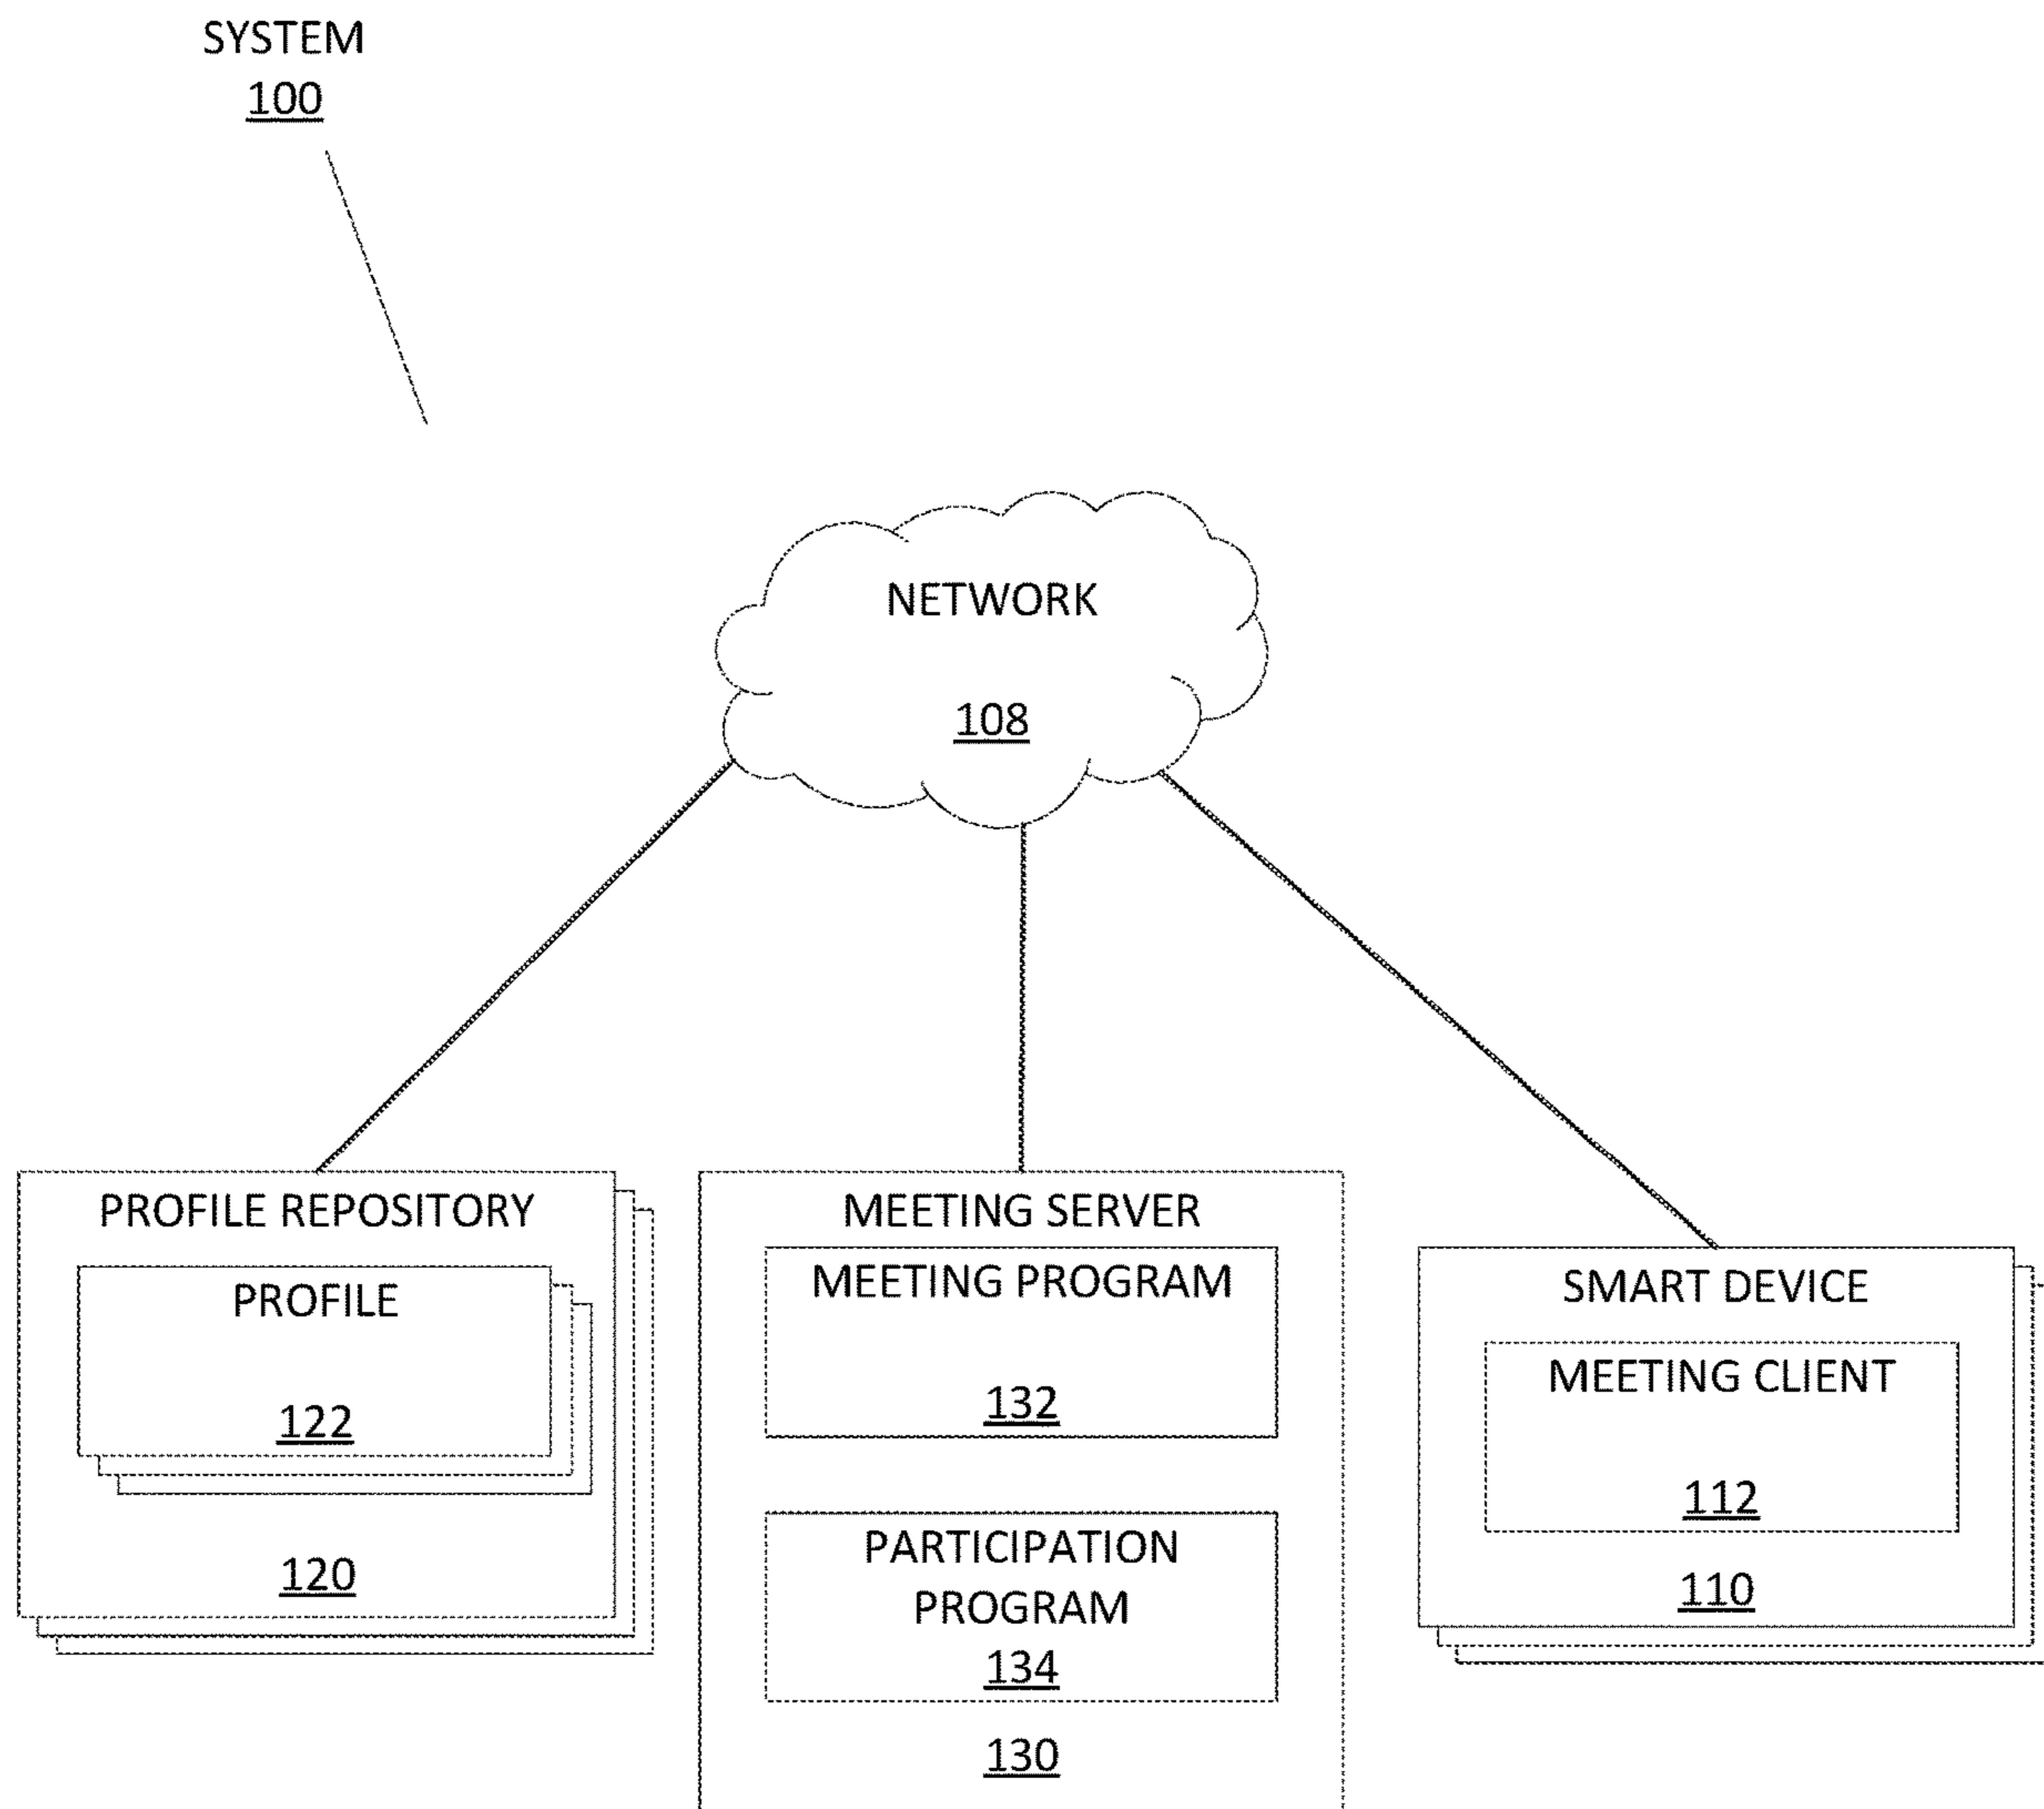 SYSTEM
100
NETWORK
108
PROFILE REPOSITORY
PROFILE
122
120
MEETING SERVER
MEETING PROGRAM
132
PARTICIPATION
PROGRAM
134
130
SMART DEVICE
MEETING CLIENT
112
110